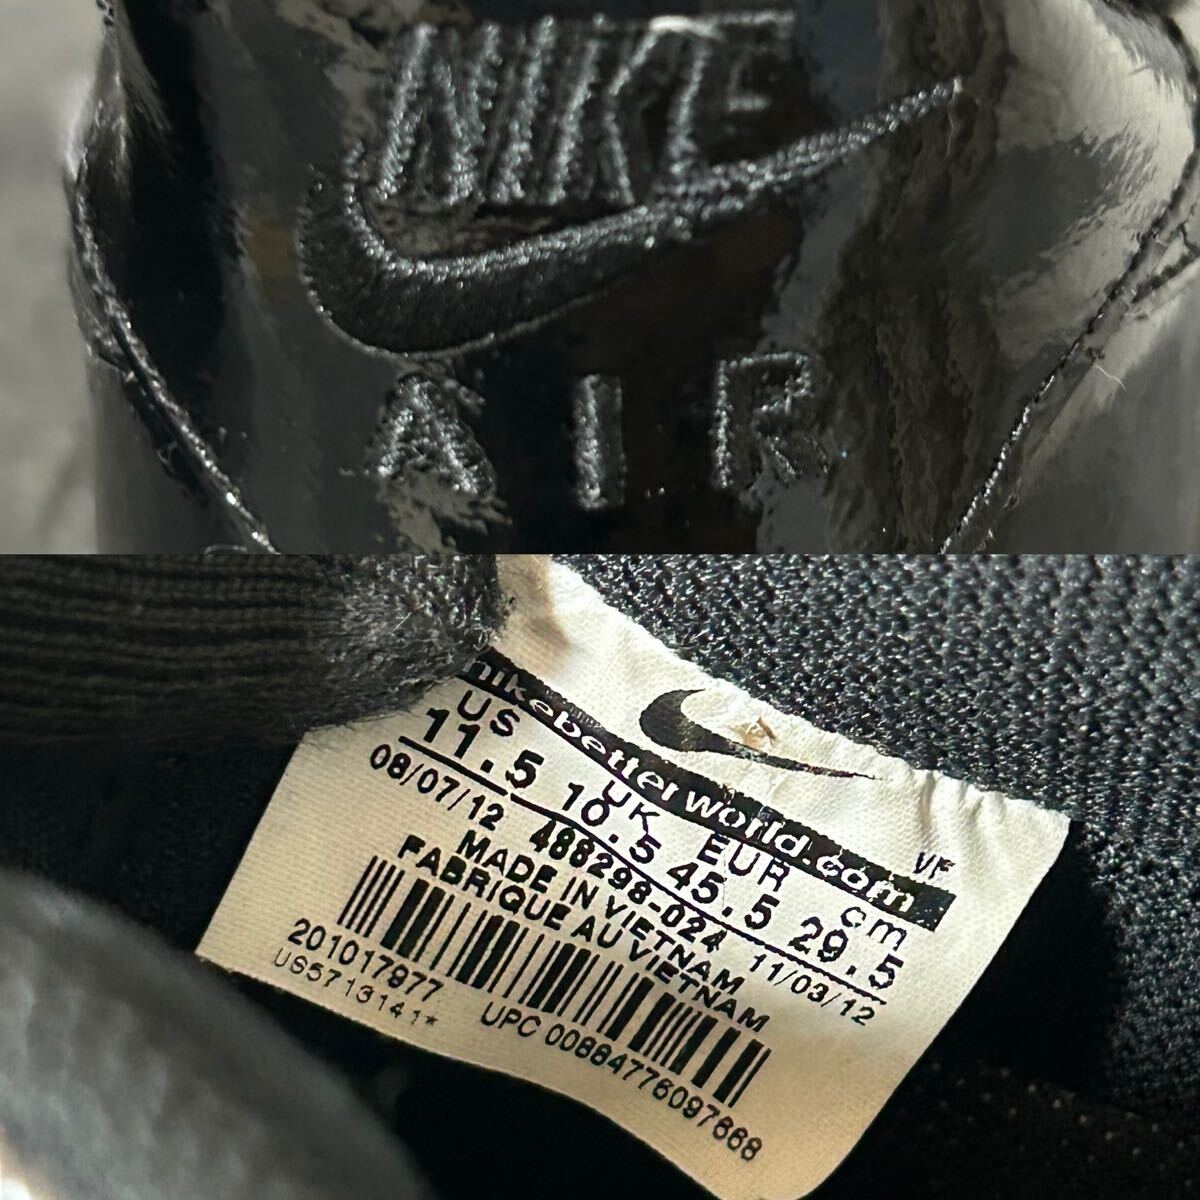 NIKE
AIR
nikebetterworld.com
VF
US UK EUR cm
11.5 10.5 45.5 29.5
08/07/12 488298-024 11/03/12
MADE IN VIETNAM
FABRIQUE AU VIETNAM
201017977
US5713141*
UPC 00884776097668